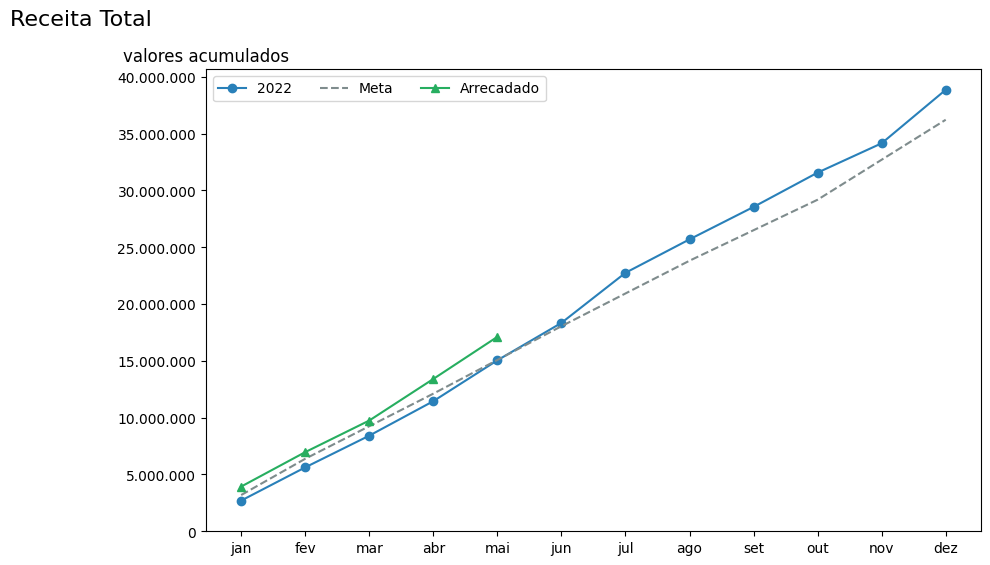 Receita Total
valores acumulados
2022 Meta Arrecadado
40.000.000
35.000.000
30.000.000
25.000.000
20.000.000
15.000.000
10.000.000
5.000.000
0
jan fev mar abr mai jun jul ago set out nov dez